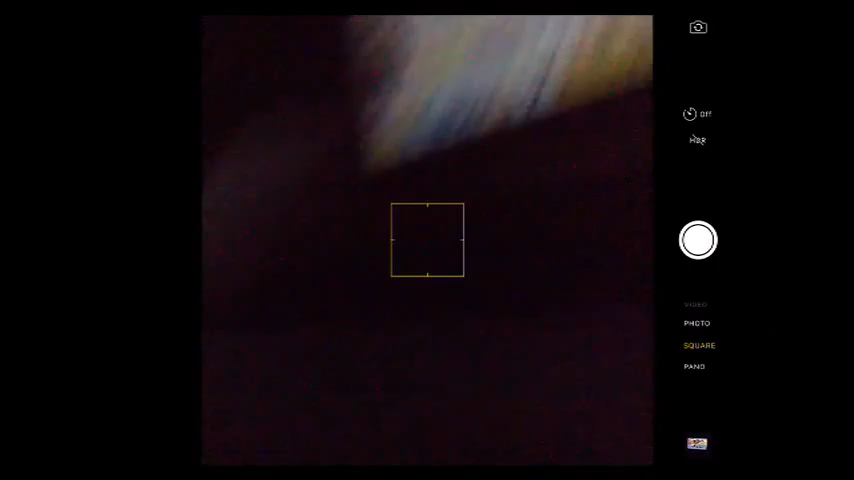 Off
HDR
VIDEO
PHOTO
SQUARE
PANO